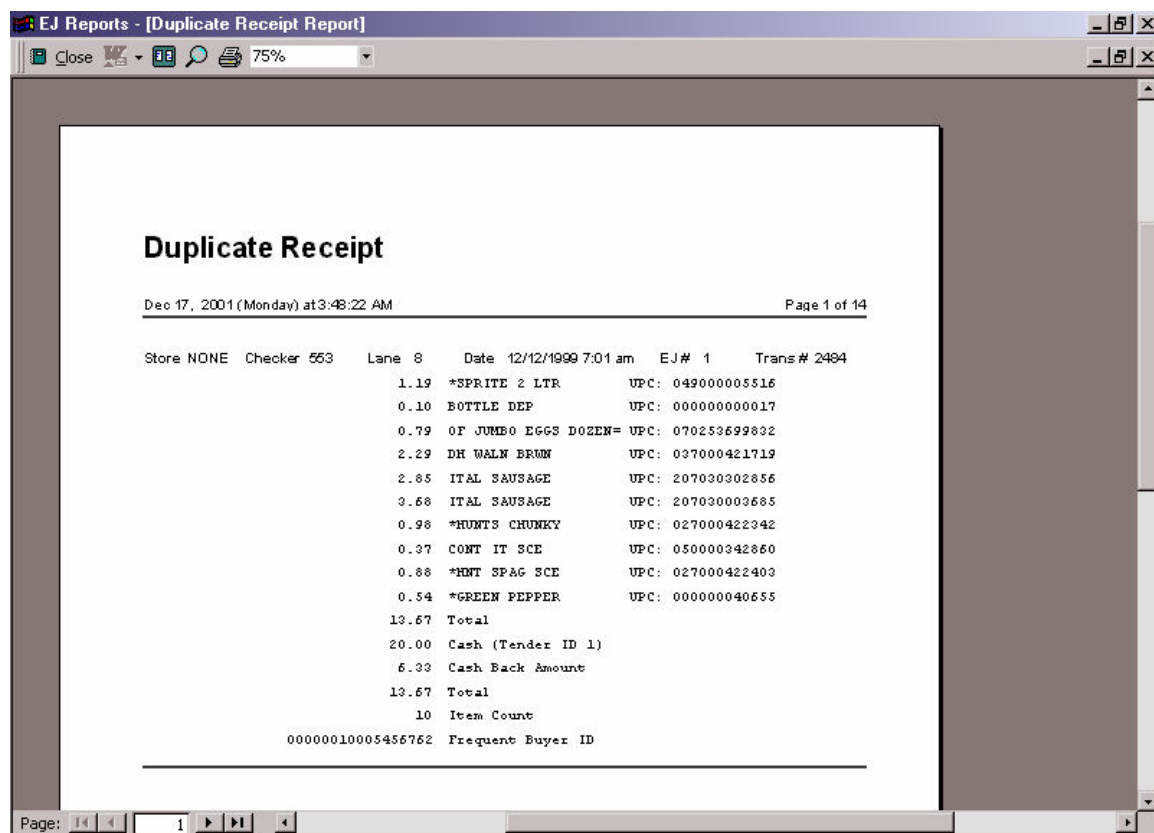 EJ Reports - [Duplicate Receipt Report]
Close 75%
Duplicate Receipt
Dec 17, 2001 (Monday) at 3:48:22 AM Page 1 of 14
Store NONE Checker 553 Lane 8 Date 12/12/1999 7:01 am EJ# 1 Trans # 2484
1.19 *SPRITE 2 LTR UPC: 049000005516
0.10 BOTTLE DEP UPC: 000000000017
0.79 OF JUMBO EGGS DOZEN= UPC: 070253699832
2.29 DH WALN BRWN UPC: 037000421719
2.85 ITAL SAUSAGE UPC: 207030302856
3.68 ITAL SAUSAGE UPC: 207030003685
0.98 *HUNTS CHUNKY UPC: 027000422342
0.37 CONT IT SCE UPC: 050000342860
0.88 *HNT SPAG SCE UPC: 027000422403
0.54 *GREEN PEPPER UPC: 000000040655
13.67 Total
20.00 Cash (Tender ID 1)
6.33 Cash Back Amount
13.67 Total
10 Item Count
00000010005456762 Frequent Buyer ID
Page: 1